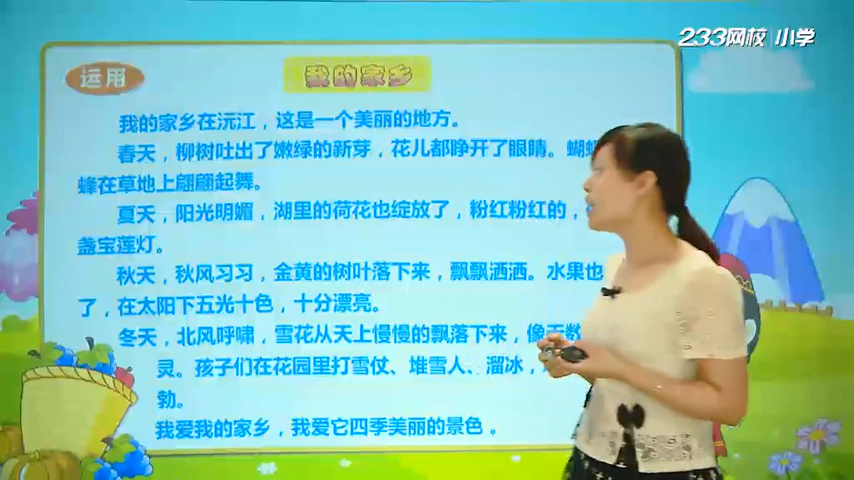 233网校 小学
运用
我的家乡
我的家乡在沅江，这是一个美丽的地方。
春天，柳树吐出了嫩绿的新芽，花儿都睁开了眼睛。蝴
蜂在草地上翩翩起舞。
夏天，阳光明媚，湖里的荷花也绽放了，粉红粉红的，
盏宝莲灯。
秋天，秋风习习，金黄的树叶落下来，飘飘洒洒。水果也
了，在太阳下五光十色，十分漂亮。
冬天，北风呼啸，雪花从天上慢慢的飘落下来，像无数
灵。孩子们在花园里打雪仗、堆雪人、溜冰，
勃。
我爱我的家乡，我爱它四季美丽的景色 。